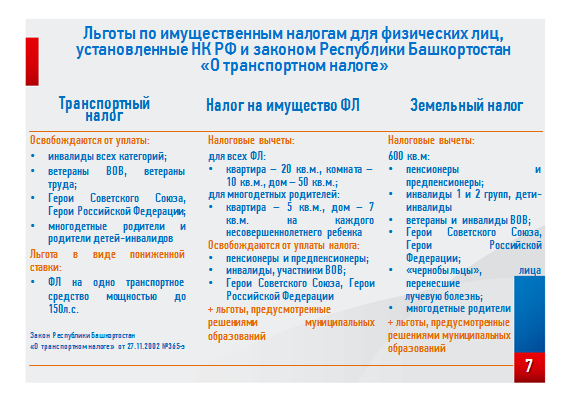 Льготы по имущественным налогам для физических лиц,
установленные НК РФ и законом Республики Башкортостан
«О транспортном налоге»
Транспортный
налог
Освобождаются от уплаты:
• инвалиды всех категорий;
• ветераны ВОВ, ветераны
труда;
• Герои Советского Союза,
Герои Российской Федерации;
• многодетные родители и
родители детей-инвалидов
Льгота в виде пониженной
ставки:
• ФЛ на одно транспортное
средство мощностью до
150л.с.
Закон Республики Башкортостан
«О транспортном налоге» от 27.11.2002 №365-з
Налог на имущество ФЛ
Налоговые вычеты:
для всех ФЛ:
• квартира – 20 кв.м., комната –
10 кв.м., дом – 50 кв.м.;
для многодетных родителей:
• квартира – 5 кв.м., дом – 7
кв.м. на каждого
несовершеннолетнего ребенка
Освобождаются от уплаты налога:
• пенсионеры и предпенсионеры;
• инвалиды, участники ВОВ;
• Герои Советского Союза, Герои
Российской Федерации
+ льготы, предусмотренные
решениями муниципальных
образований
Земельный налог
Налоговые вычеты:
600 кв.м:
• пенсионеры и
предпенсионеры;
• инвалиды 1 и 2 групп, дети-
инвалиды
• ветераны и инвалиды ВОВ;
• Герои Советского Союза,
Герои Российской
Федерации;
• «чернобыльцы», лица
перенесшие
лучевую болезнь;
• многодетные родители
+ льготы, предусмотренные
решениями муниципальных
образований
7